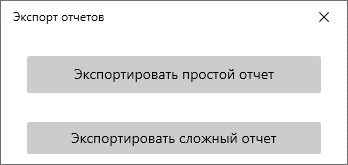 Экспорт отчетов
Экспортировать простой отчет
Экспортировать сложный отчет